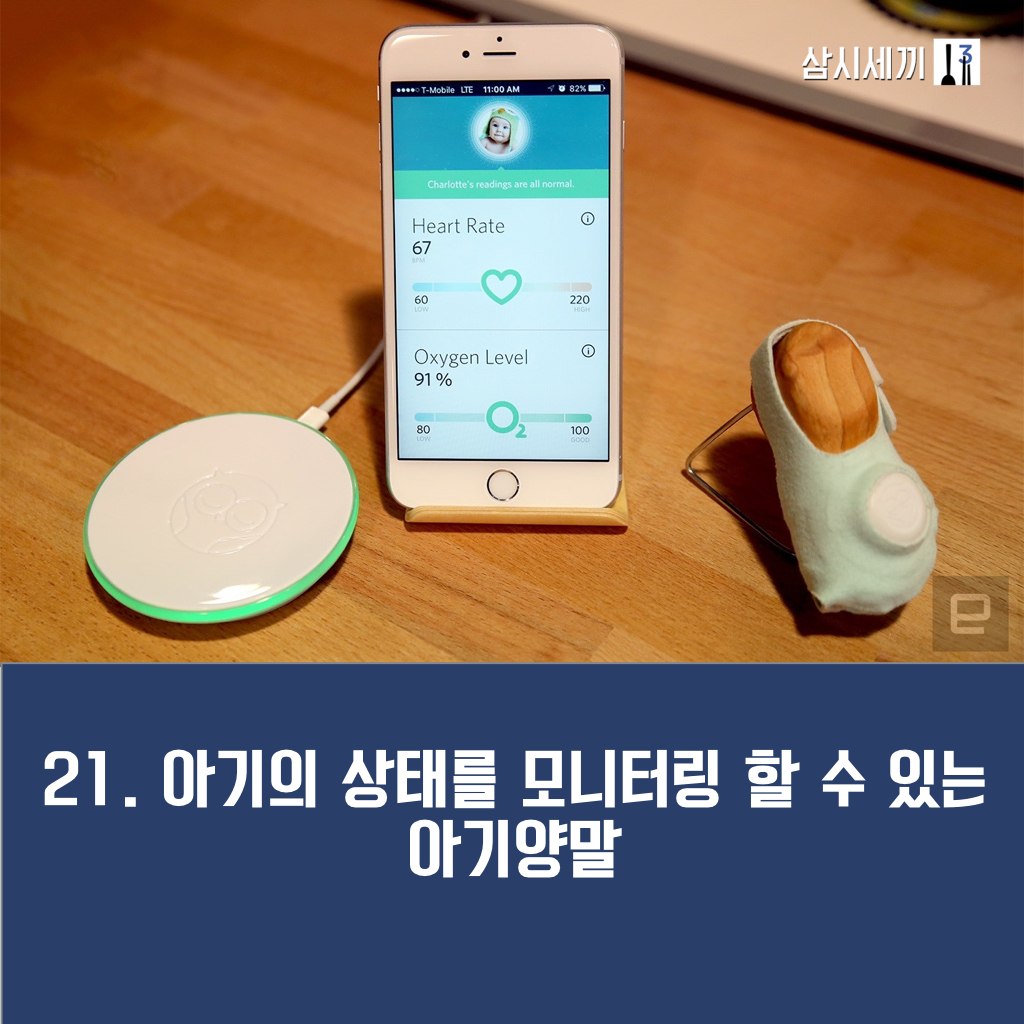 삼시세끼 3
T-Mobile LTE 11:00 AM 82%
Charlotte's readings are all normal.
Heart Rate
67
BPM
60 220
LOW HIGH
Oxygen Level
91 %
O2
80 100
LOW GOOD
e
21. 아기의 상태를 모니터링 할 수 있는
아기양말